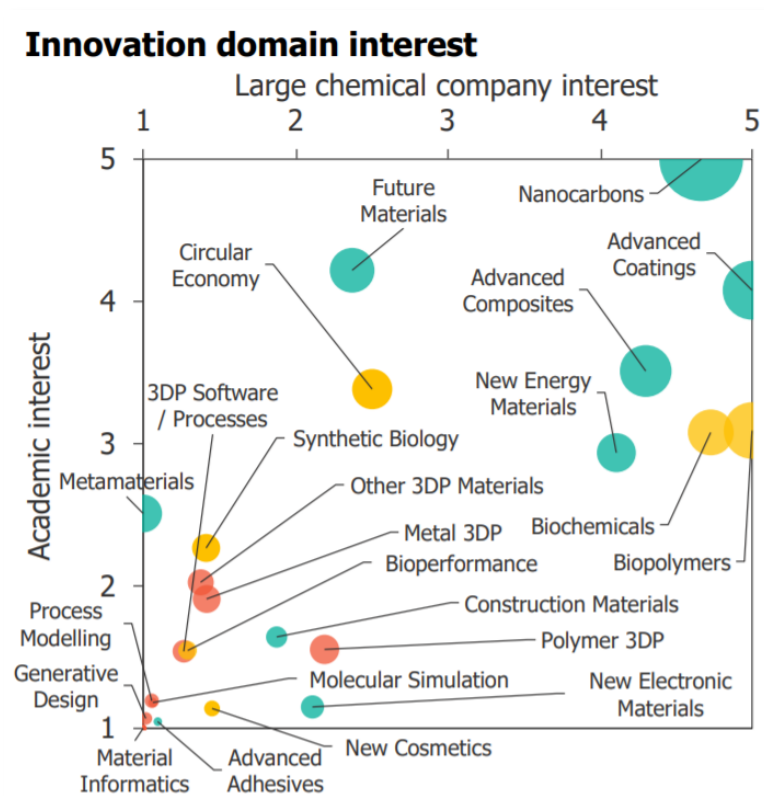 Innovation domain interest
Large chemical company interest
1 2 3 4 5
5
Future
Materials
Nanocarbons
Circular
Economy
Advanced
Coatings
Advanced
Composites
4
Academic interest
3DP Software
/ Processes
New Energy
Materials
3
Synthetic Biology
Metamaterials
Other 3DP Materials
Metal 3DP
Biochemicals
Bioperformance
Biopolymers
2
Process
Modelling
Construction Materials
Polymer 3DP
Generative
Design
Molecular Simulation
New Electronic
Materials
1
New Cosmetics
Material
Informatics
Advanced
Adhesives